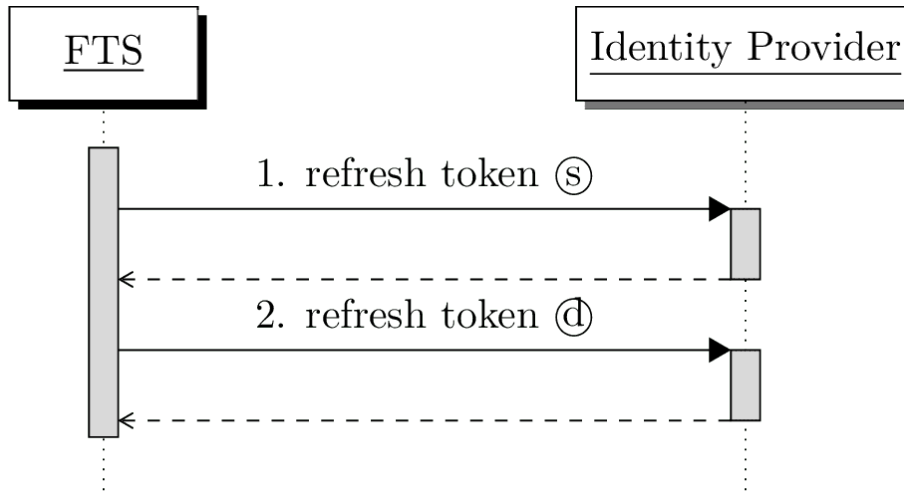 FTS
Identity Provider
1. refresh token ⓢ
2. refresh token ⓓ